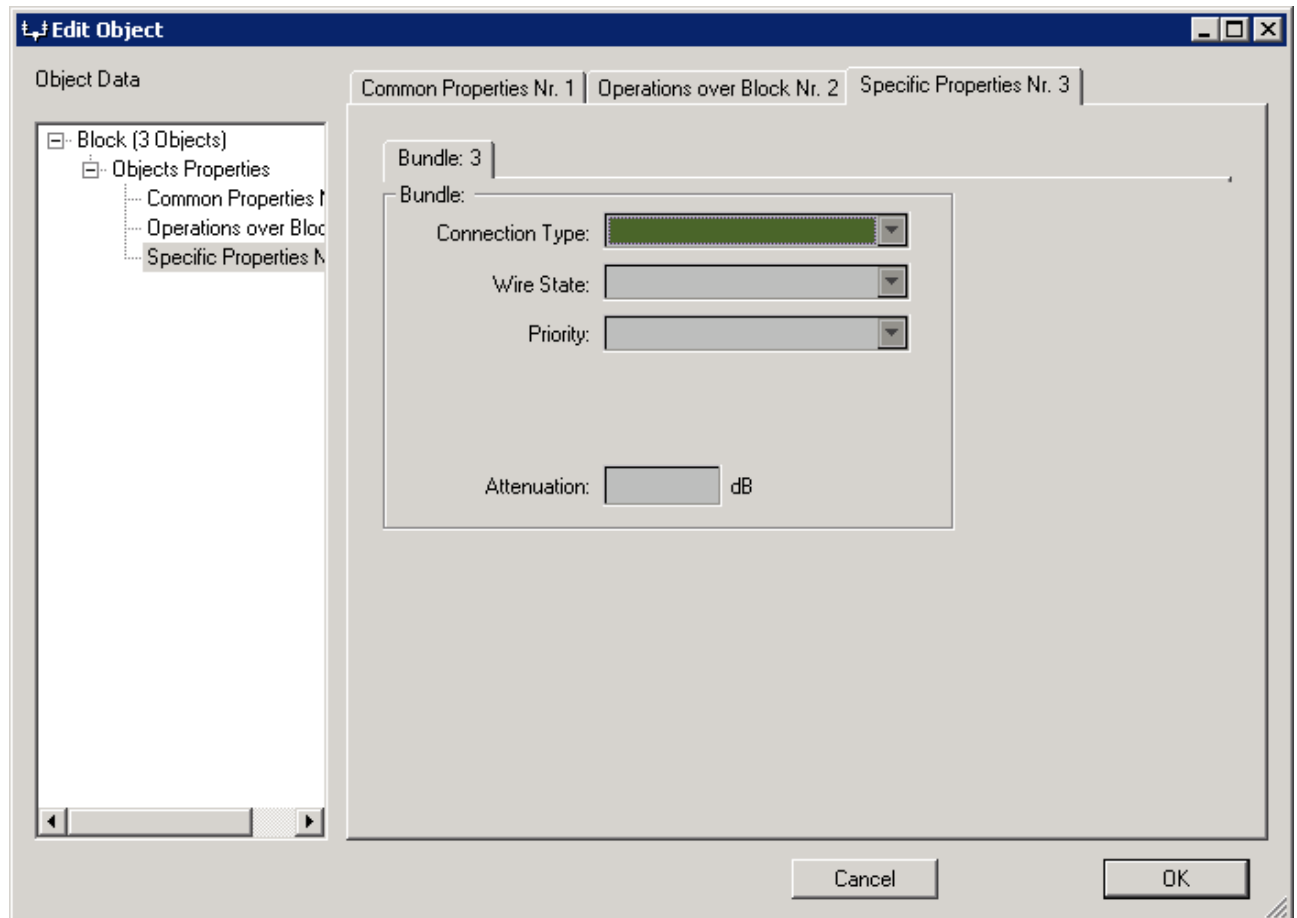 Edit Object
Object Data
Common Properties Nr. 1
Operations over Block Nr. 2
Specific Properties Nr. 3
Block (3 Objects)
Objects Properties
Common Properties
Operations over
Specific Properties
Bundle: 3
Bundle:
Connection Type:
Wire State:
Priority:
Attenuation: dB
Cancel
OK